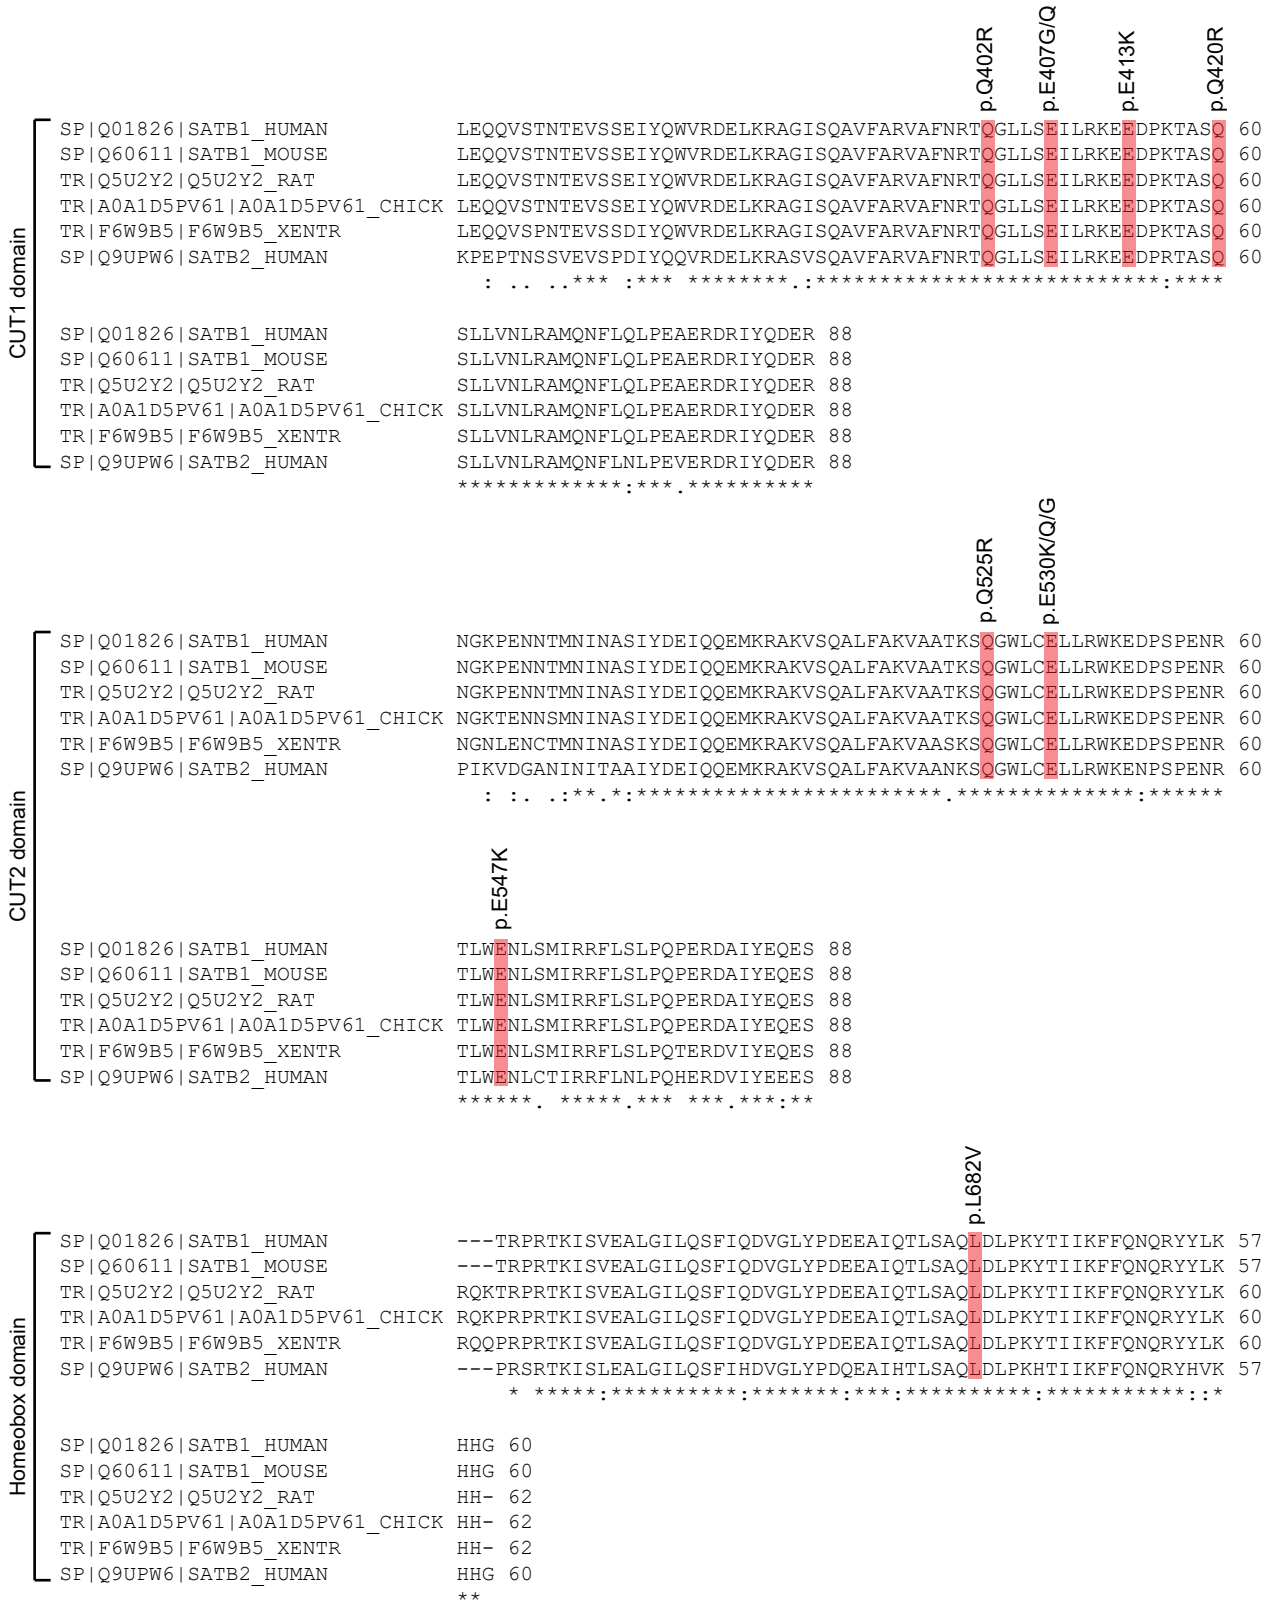 p.Q402R p.E407G/Q p.E413K p.Q420R
CUT1 domain
SP|Q01826|SATB1_HUMAN LEQQVSTNTEVSSEIYQWVRDELKRAGISQAVFARVAFNRTQGLLSEILRKEEDPKTASQ 60
SP|Q60611|SATB1_MOUSE LEQQVSTNTEVSSEIYQWVRDELKRAGISQAVFARVAFNRTQGLLSEILRKEEDPKTASQ 60
TR|Q5U2Y2|Q5U2Y2_RAT LEQQVSTNTEVSSEIYQWVRDELKRAGISQAVFARVAFNRTQGLLSEILRKEEDPKTASQ 60
TR|A0A1D5PV61|A0A1D5PV61_CHICK LEQQVSTNTEVSSEIYQWVRDELKRAGISQAVFARVAFNRTQGLLSEILRKEEDPKTASQ 60
TR|F6W9B5|F6W9B5_XENTR LEQQVSPNTEVSSDIYQWVRDELKRAGISQAVFARVAFNRTQGLLSEILRKEEDPKTASQ 60
SP|Q9UPW6|SATB2_HUMAN KPEPTNSSVEVSPDIYQQVRDELKRASVSQAVFARVAFNRTQGLLSEILRKEEDPRTASQ 60
: .. ..*** :*** ********.:***************************:****
SP|Q01826|SATB1_HUMAN SLLVNLRAMQNFLQLPEAERDRIYQDER 88
SP|Q60611|SATB1_MOUSE SLLVNLRAMQNFLQLPEAERDRIYQDER 88
TR|Q5U2Y2|Q5U2Y2_RAT SLLVNLRAMQNFLQLPEAERDRIYQDER 88
TR|A0A1D5PV61|A0A1D5PV61_CHICK SLLVNLRAMQNFLQLPEAERDRIYQDER 88
TR|F6W9B5|F6W9B5_XENTR SLLVNLRAMQNFLQLPEAERDRIYQDER 88
SP|Q9UPW6|SATB2_HUMAN SLLVNLRAMQNFLNLPEVERDRIYQDER 88
*************:***.**********
p.Q525R p.E530K/Q/G
CUT2 domain
SP|Q01826|SATB1_HUMAN NGKPENNTMNINASIYDEIQQEMKRAKVSQALFAKVAATKSQGWLCELLRWKEDPSPENR 60
SP|Q60611|SATB1_MOUSE NGKPENNTMNINASIYDEIQQEMKRAKVSQALFAKVAATKSQGWLCELLRWKEDPSPENR 60
TR|Q5U2Y2|Q5U2Y2_RAT NGKPENNTMNINASIYDEIQQEMKRAKVSQALFAKVAATKSQGWLCELLRWKEDPSPENR 60
TR|A0A1D5PV61|A0A1D5PV61_CHICK NGKTENNSMNINASIYDEIQQEMKRAKVSQALFAKVAATKSQGWLCELLRWKEDPSPENR 60
TR|F6W9B5|F6W9B5_XENTR NGNLENCTMNINASIYDEIQQEMKRAKVSQALFAKVAASKSQGWLCELLRWKEDPSPENR 60
SP|Q9UPW6|SATB2_HUMAN PIKVDGANINITAAIYDEIQQEMKRAKVSQALFAKVAANKSQGWLCELLRWKENPSPENR 60
: :. .:**.*:************************.**************:******
p.E547K
SP|Q01826|SATB1_HUMAN TLWENLSMIRRFLSLPQPERDAIYEQES 88
SP|Q60611|SATB1_MOUSE TLWENLSMIRRFLSLPQPERDAIYEQES 88
TR|Q5U2Y2|Q5U2Y2_RAT TLWENLSMIRRFLSLPQPERDAIYEQES 88
TR|A0A1D5PV61|A0A1D5PV61_CHICK TLWENLSMIRRFLSLPQPERDAIYEQES 88
TR|F6W9B5|F6W9B5_XENTR TLWENLSMIRRFLSLPQTERDVIYEQES 88
SP|Q9UPW6|SATB2_HUMAN TLWENLCTIRRFLNLPQHERDVIYEEES 88
******. *****.*** ***.***:**
p.L682V
Homeobox domain
SP|Q01826|SATB1_HUMAN ---TRPRTKISVEALGILQSFIQDVGLYPDEEAIQTLSAQLDLPKYTIIKFFQNQRYYLK 57
SP|Q60611|SATB1_MOUSE ---TRPRTKISVEALGILQSFIQDVGLYPDEEAIQTLSAQLDLPKYTIIKFFQNQRYYLK 57
TR|Q5U2Y2|Q5U2Y2_RAT RQKTRPRTKISVEALGILQSFIQDVGLYPDEEAIQTLSAQLDLPKYTIIKFFQNQRYYLK 60
TR|A0A1D5PV61|A0A1D5PV61_CHICK RQKPRPRTKISVEALGILQSFIQDVGLYPDEEAIQTLSAQLDLPKYTIIKFFQNQRYYLK 60
TR|F6W9B5|F6W9B5_XENTR RQQPRPRTKISVEALGILQSFIQDVGLYPDEEAIQTLSAQLDLPKYTIIKFFQNQRYYLK 60
SP|Q9UPW6|SATB2_HUMAN ---PRSRTKISLEALGILQSFIHDVGLYPDQEAIHTLSAQLDLPKHTIIKFFQNQRYHVK 57
* *****:**********:*******:***:**********:***********::*
SP|Q01826|SATB1_HUMAN HHG 60
SP|Q60611|SATB1_MOUSE HHG 60
TR|Q5U2Y2|Q5U2Y2_RAT HH- 62
TR|A0A1D5PV61|A0A1D5PV61_CHICK HH- 62
TR|F6W9B5|F6W9B5_XENTR HH- 62
SP|Q9UPW6|SATB2_HUMAN HHG 60
**